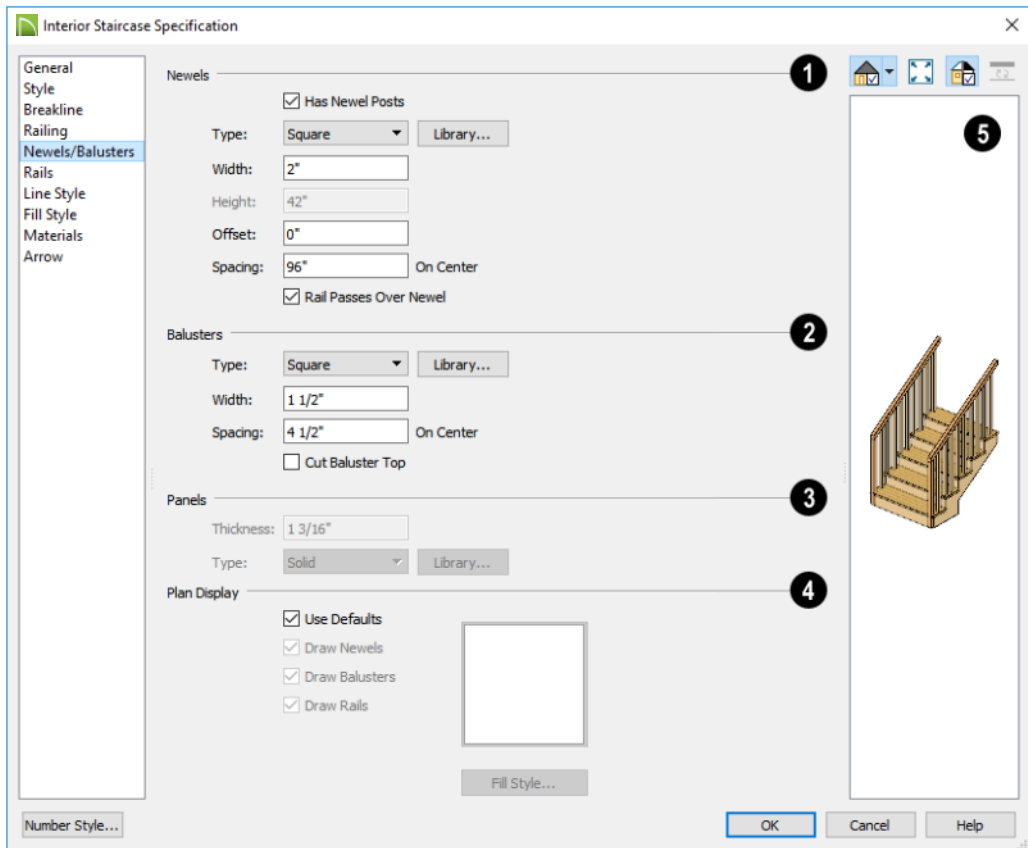 Interior Staircase Specification
General
Style
Breakline
Railing
Newels/Balusters
Rails
Line Style
Fill Style
Materials
Arrow
Newels
1
Has Newel Posts
Type: Square Library...
Width: 2"
Height: 42"
Offset: 0"
Spacing: 96" On Center
Rail Passes Over Newel
Balusters
2
Type: Square Library...
Width: 1 1/2"
Spacing: 4 1/2" On Center
Cut Baluster Top
Panels
3
Thickness: 1 3/16"
Type: Solid Library...
Plan Display
4
Use Defaults
Draw Newels
Draw Balusters
Draw Rails
Fill Style...
5
Number Style... OK Cancel Help